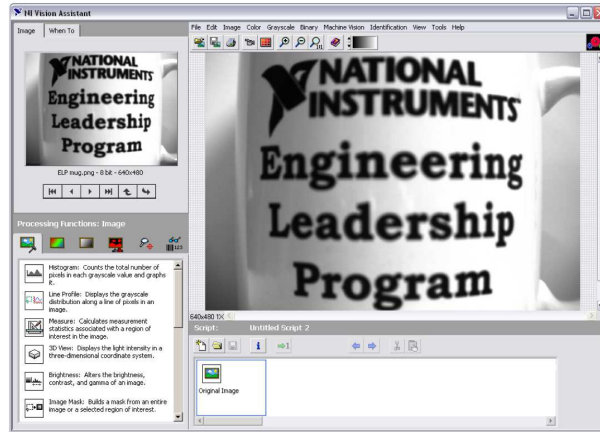 NI Vision Assistant
Image
When To
File Edit Image Color Grayscale Binary Machine Vision Identification View Tools Help
NATIONAL
INSTRUMENTS
Engineering
Leadership
Program
ELP mug.png - 8 bit - 640x480
NATIONAL
INSTRUMENTS
Engineering
Leadership
Program
Processing Functions: Image
Histogram: Counts the total number of
pixels in each grayscale value and graphs
it.
Line Profile: Displays the grayscale
distribution along a line of pixels in an
image.
Measure: Calculates measurement
statistics associated with a region of
interest in the image.
3D View: Displays the light intensity in a
three-dimensional coordinate system.
Brightness: Alters the brightness,
contrast, and gamma of an image.
Image Mask: Builds a mask from an entire
image or a selected region of interest.
640x480 1X
Script: Untitled Script 2
Original Image